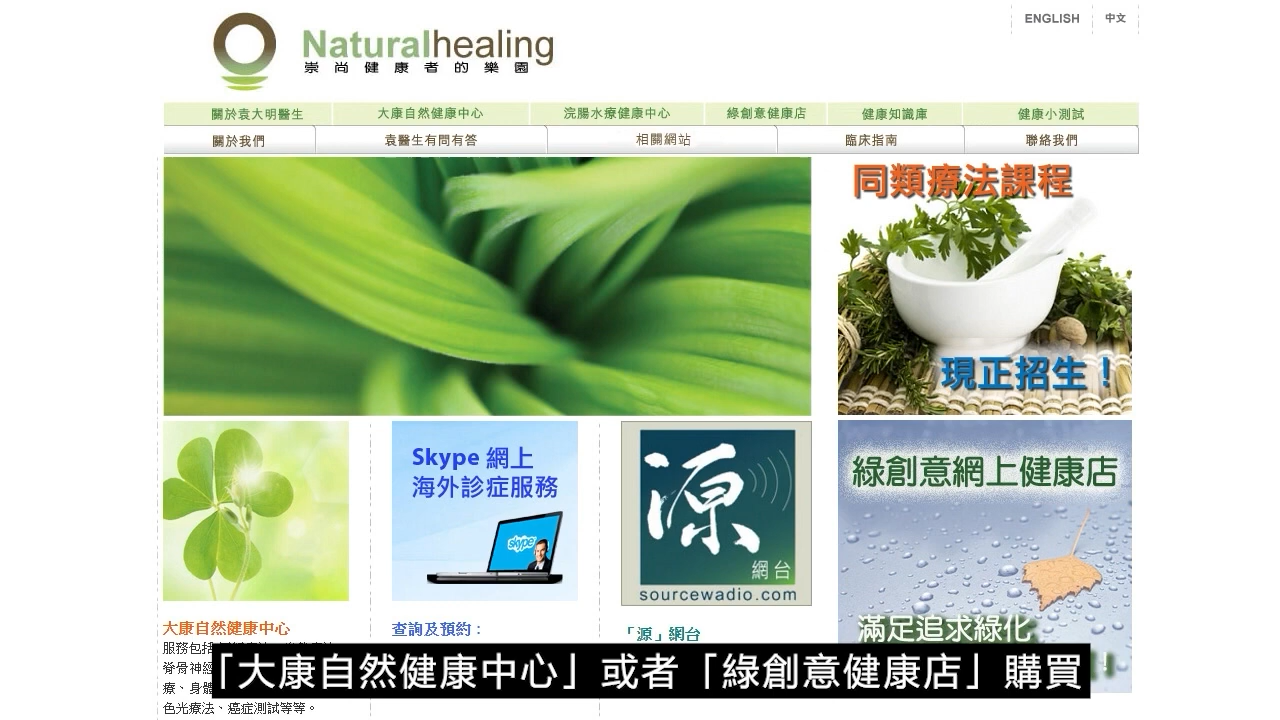 ENGLISH 中文
Naturalhealing
崇尚健康者的樂園
關於袁大明醫生 大康自然健康中心 浣腸水療健康中心 綠創意健康店 健康知識庫 健康小測試
關於我們 袁醫生有問有答 相關網站 臨床指南 聯絡我們
同類療法課程
現正招生！
Skype 網上
海外診症服務
skype
源
網台
sourcewadio.com
綠創意網上健康店
滿足追求綠化
大康自然健康中心
查詢及預約：
「源」網台
服務包括
脊骨神經
療、身體
色光療法、癌症測試等等。
「大康自然健康中心」或者「綠創意健康店」購買